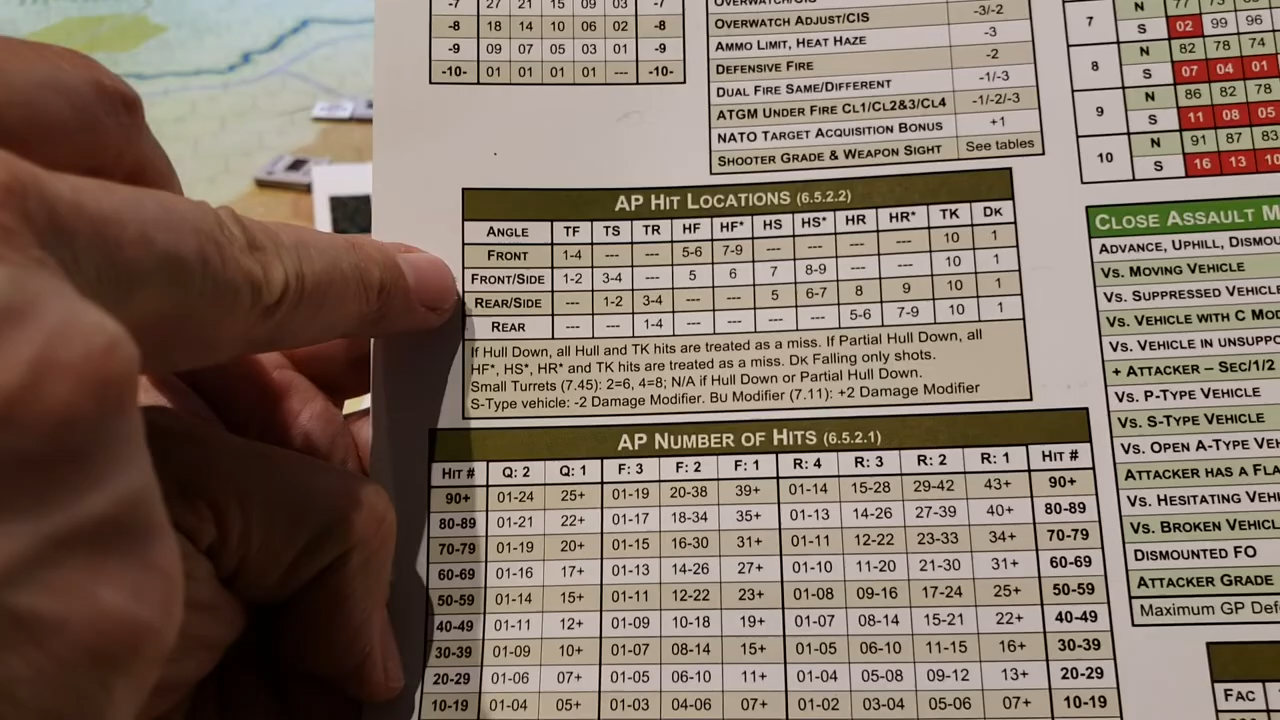 -7 27 21 15 09 03 -7
-8 18 14 10 06 02 -8
-9 09 07 05 03 01 -9
-10- 01 01 01 01 --- -10-
OVERWATCH/CIS
OVERWATCH ADJUST/CIS -3/-2
AMMO LIMIT, HEAT HAZE -3
DEFENSIVE FIRE -2
DUAL FIRE SAME/DIFFERENT -1/-3
ATGM UNDER FIRE CL1/CL2&3/CL4 -1/-2/-3
NATO TARGET ACQUISITION BONUS +1
SHOOTER GRADE & WEAPON SIGHT See tables
7 N
S 02 99 96
8 N 82 78 74
S 07 04 01
9 N 86 82 78
S 11 08 05
10 N 91 87 83
S 16 13 10
AP HIT LOCATIONS (6.5.2.2)
ANGLE TF TS TR HF HF* HS HS* HR HR* TK DK
FRONT 1-4 --- --- 5-6 7-9 --- --- --- --- 10 1
FRONT/SIDE 1-2 3-4 --- 5 6 7 8-9 --- --- 10 1
REAR/SIDE --- 1-2 3-4 --- --- 5 6-7 8 9 10 1
REAR --- --- 1-4 --- --- --- --- 5-6 7-9 10 1
If Hull Down, all Hull and TK hits are treated as a miss. If Partial Hull Down, all
HF*, HS*, HR* and TK hits are treated as a miss. DK Falling only shots.
Small Turrets (7.45): 2=6, 4=8; N/A if Hull Down or Partial Hull Down.
S-Type vehicle: -2 Damage Modifier. BU Modifier (7.11): +2 Damage Modifier
AP NUMBER OF HITS (6.5.2.1)
HIT # Q: 2 Q: 1 F: 3 F: 2 F: 1 R: 4 R: 3 R: 2 R: 1 HIT #
90+ 01-24 25+ 01-19 20-38 39+ 01-14 15-28 29-42 43+ 90+
80-89 01-21 22+ 01-17 18-34 35+ 01-13 14-26 27-39 40+ 80-89
70-79 01-19 20+ 01-15 16-30 31+ 01-11 12-22 23-33 34+ 70-79
60-69 01-16 17+ 01-13 14-26 27+ 01-10 11-20 21-30 31+ 60-69
50-59 01-14 15+ 01-11 12-22 23+ 01-08 09-16 17-24 25+ 50-59
40-49 01-11 12+ 01-09 10-18 19+ 01-07 08-14 15-21 22+ 40-49
30-39 01-09 10+ 01-07 08-14 15+ 01-05 06-10 11-15 16+ 30-39
20-29 01-06 07+ 01-05 06-10 11+ 01-04 05-08 09-12 13+ 20-29
10-19 01-04 05+ 01-03 04-06 07+ 01-02 03-04 05-06 07+ 10-19
CLOSE ASSAULT
ADVANCE, UPHILL,
VS. MOVING VEHICLE
VS. SUPPRESSED
VS. VEHICLE WITH C
VS. VEHICLE IN
+ ATTACKER – SEC/1/2
VS. P-TYPE VEHICLE
VS. S-TYPE VEHICLE
VS. OPEN A-TYPE
ATTACKER HAS A
VS. HESITATING
VS. BROKEN
DISMOUNTED FO
ATTACKER GRADE
Maximum GP
FAC